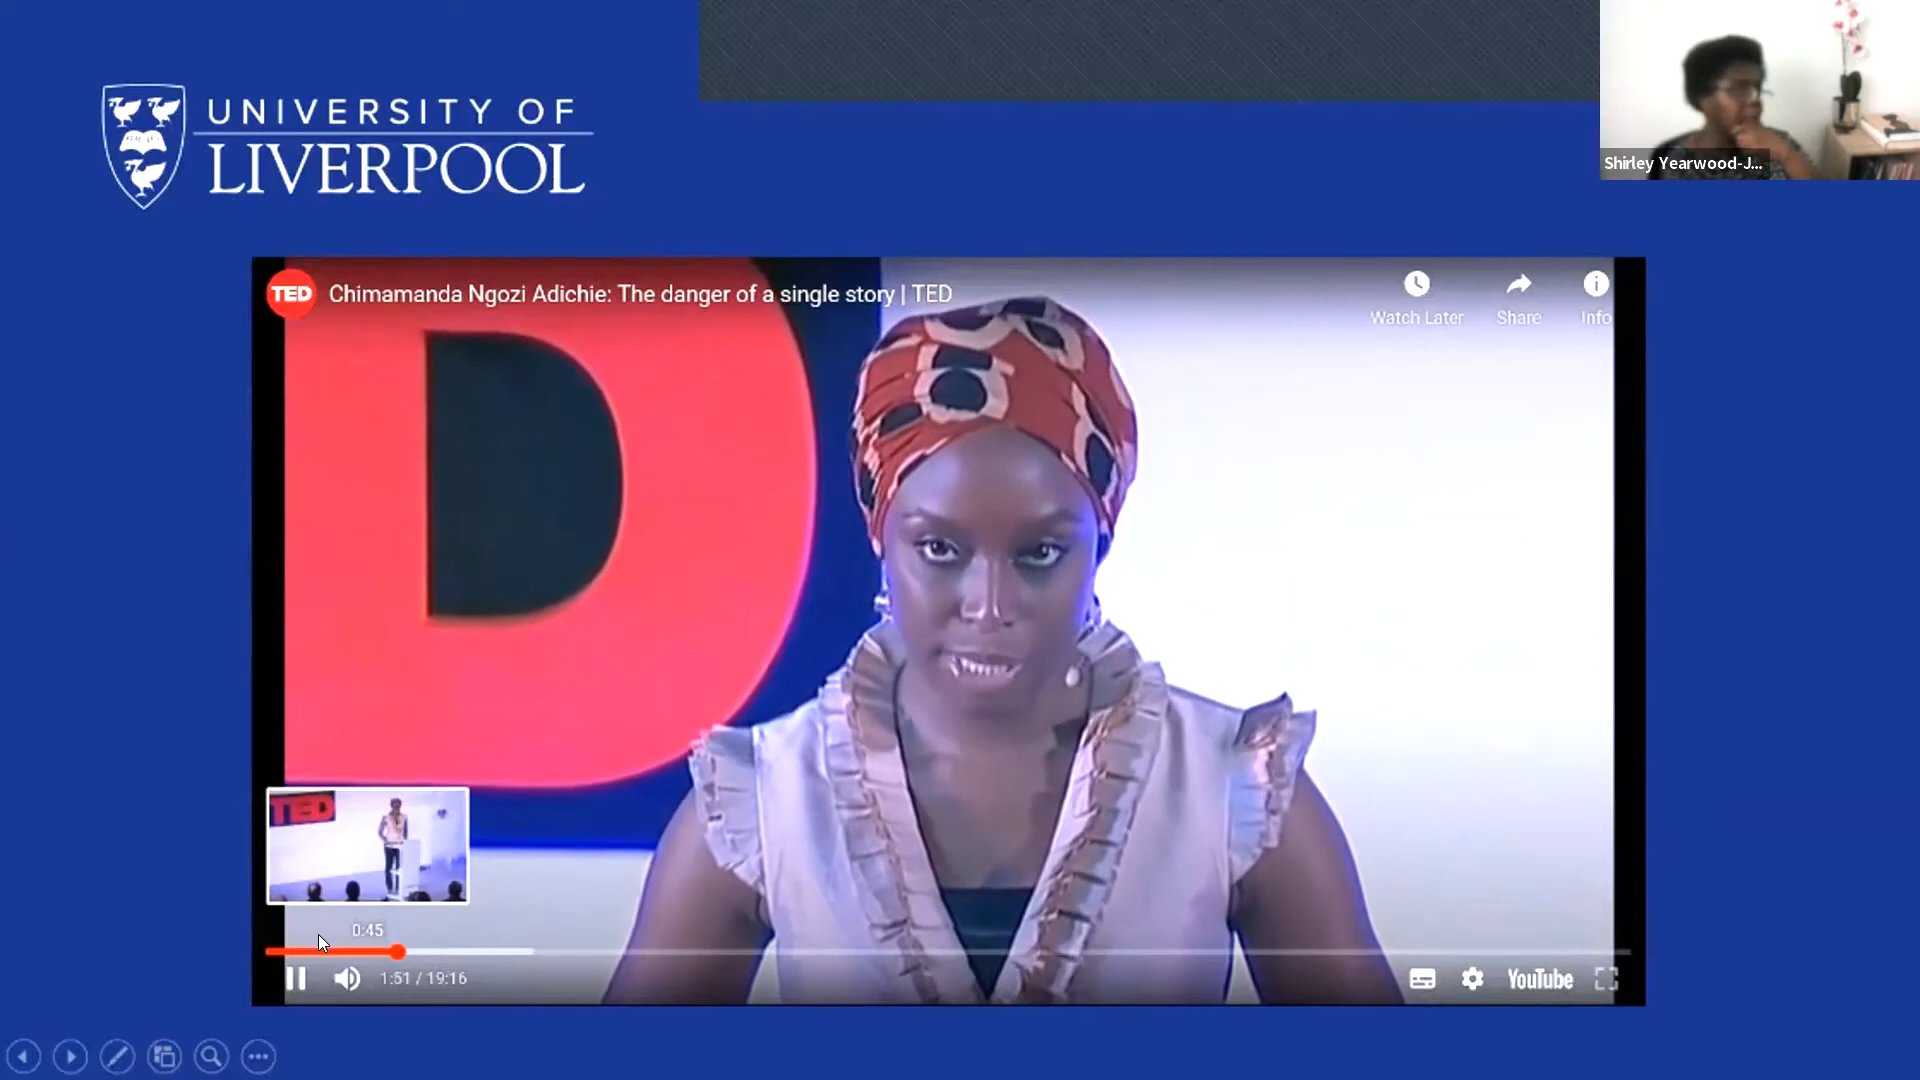 UNIVERSITY OF
LIVERPOOL
Shirley Yearwood-J...
TED
Chimamanda Ngozi Adichie: The danger of a single story | TED
Watch Later
Share
Info
TED
0:45
1:51 / 19:16
YouTube